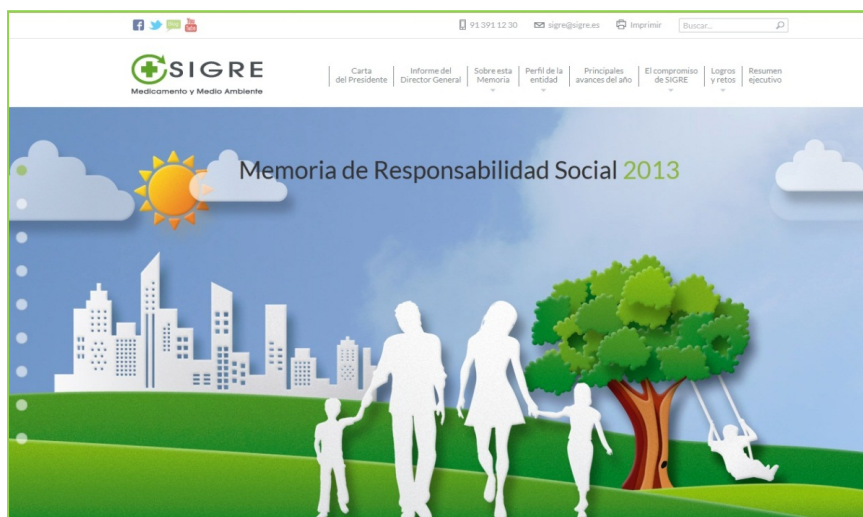 91 391 12 30 sigre@sigre.es Imprimir Buscar...
SIGRE
Medicamento y Medio Ambiente
Carta
del Presidente
Informe del
Director General
Sobre esta
Memoria
Perfil de la
entidad
Principales
avances del año
El compromiso
de SIGRE
Logros
y retos
Resumen
ejecutivo
Memoria de Responsabilidad Social 2013